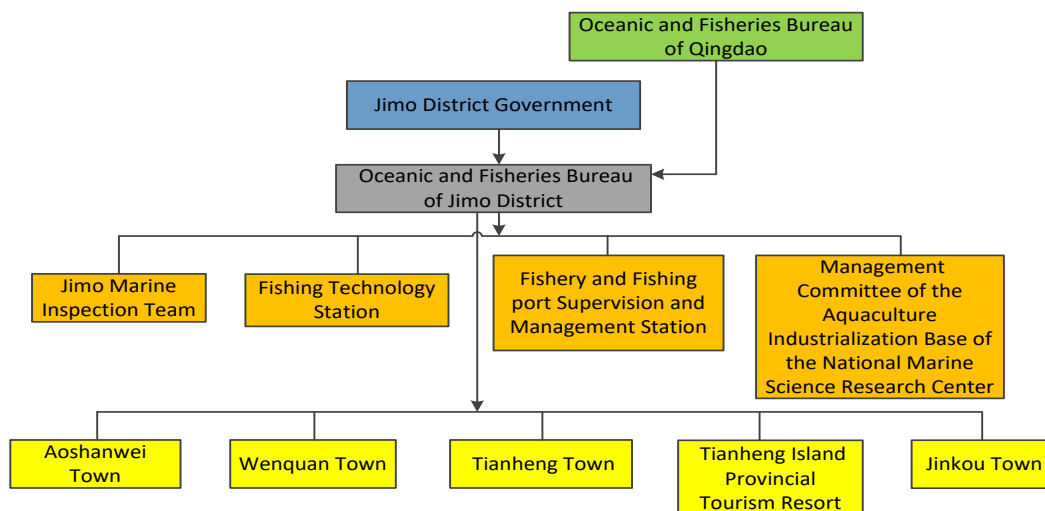 Oceanic and Fisheries Bureau
of Qingdao
Jimo District Government
Oceanic and Fisheries Bureau
of Jimo District
Jimo Marine
Inspection Team
Fishing Technology
Station
Fishery and Fishing
port Supervision and
Management Station
Management
Committee of the
Aquaculture
Industrialization Base of
the National Marine
Science Research Center
Aoshanwei
Town
Wenquan Town
Tianheng Town
Tianheng Island
Provincial
Tourism Resort
Jinkou Town